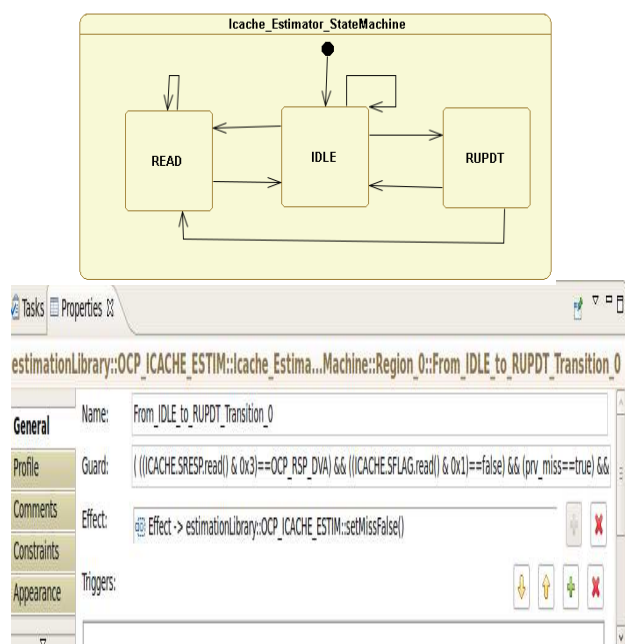 Icache_Estimator_StateMachine
READ
IDLE
RUPDT
Tasks Properties
estimationLibrary::OCP_ICACHE_ESTIM::Icache_Estima...Machine::Region_0::From_IDLE_to_RUPDT_Transition_0
General
Name: From_IDLE_to_RUPDT_Transition_0
Profile
Guard: ( ((ICACHE.SRESP.read() & 0x3)==OCP_RSP_DVA) && ((ICACHE.SFLAG.read() & 0x1)==false) && (prv_miss==true) &&
Comments
Effect: Effect -> estimationLibrary::OCP_ICACHE_ESTIM::setMissFalse()
Constraints
Appearance
Triggers: